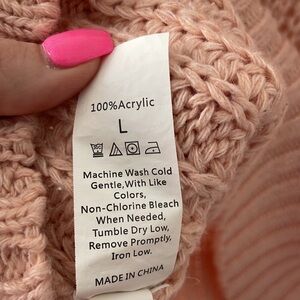 100%Acrylic
L
Machine Wash Cold
Gentle,With Like
Colors,
Non-Chlorine Bleach
When Needed,
Tumble Dry Low,
Remove Promptly,
Iron Low.
MADE IN CHINA